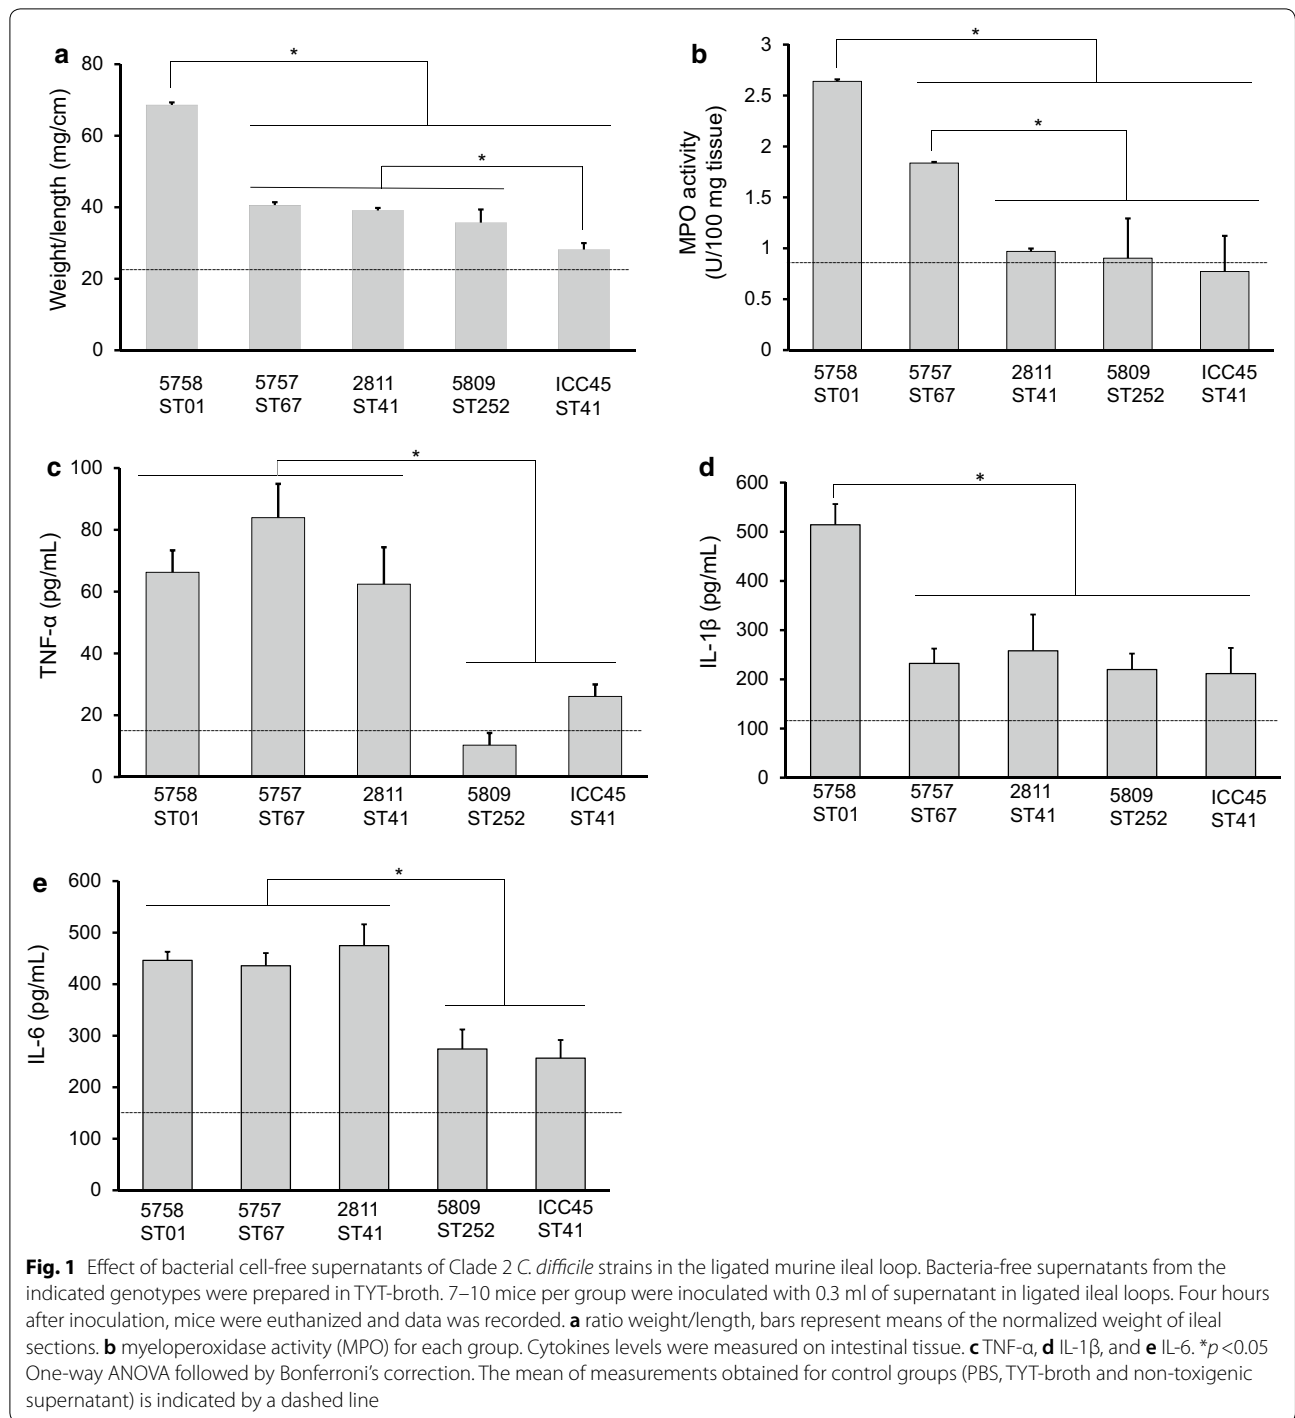 a
*
*
80
60
40
20
0
Weight/length (mg/cm)
5758 5757 2811 5809 ICC45
ST01 ST67 ST41 ST252 ST41
b
*
*
3
2.5
2
1.5
1
0.5
0
MPO activity
(U/100 mg tissue)
5758 5757 2811 5809 ICC45
ST01 ST67 ST41 ST252 ST41
c
*
100
80
60
40
20
0
TNF-α (pg/mL)
5758 5757 2811 5809 ICC45
ST01 ST67 ST41 ST252 ST41
d
*
600
500
400
300
200
100
0
IL-1β (pg/mL)
5758 5757 2811 5809 ICC45
ST01 ST67 ST41 ST252 ST41
e
*
600
500
400
300
200
100
0
IL-6 (pg/mL)
5758 5757 2811 5809 ICC45
ST01 ST67 ST41 ST252 ST41
Fig. 1 Effect of bacterial cell-free supernatants of Clade 2 C. difficile strains in the ligated murine ileal loop. Bacteria-free supernatants from the
indicated genotypes were prepared in TYT-broth. 7–10 mice per group were inoculated with 0.3 ml of supernatant in ligated ileal loops. Four hours
after inoculation, mice were euthanized and data was recorded. a ratio weight/length, bars represent means of the normalized weight of ileal
sections. b myeloperoxidase activity (MPO) for each group. Cytokines levels were measured on intestinal tissue. c TNF-α, d IL-1β, and e IL-6. *p <0.05
One-way ANOVA followed by Bonferroni's correction. The mean of measurements obtained for control groups (PBS, TYT-broth and non-toxigenic
supernatant) is indicated by a dashed line